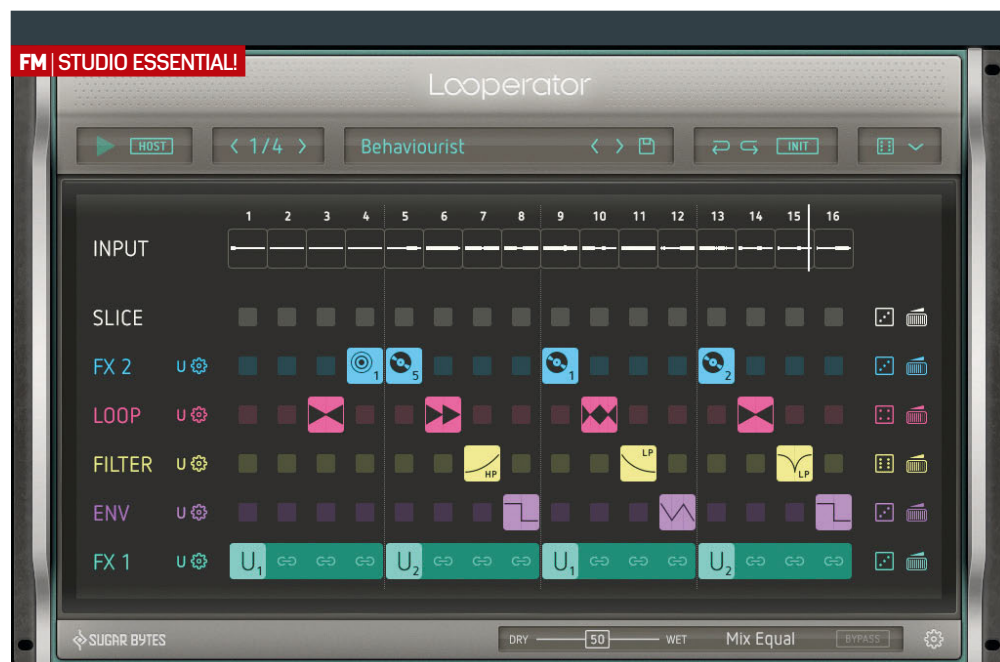 FM | STUDIO ESSENTIAL!
Looperator
HOST
< 1/4 >
Behaviourist
< >
INIT
1 2 3 4 5 6 7 8 9 10 11 12 13 14 15 16
INPUT
SLICE
FX 2 U 1 5 1 2
LOOP U
FILTER U HP LP LP
ENV U
FX 1 U U1 U2 U1 U2
SUGAR BYTES
DRY 50 WET Mix Equal BYPASS